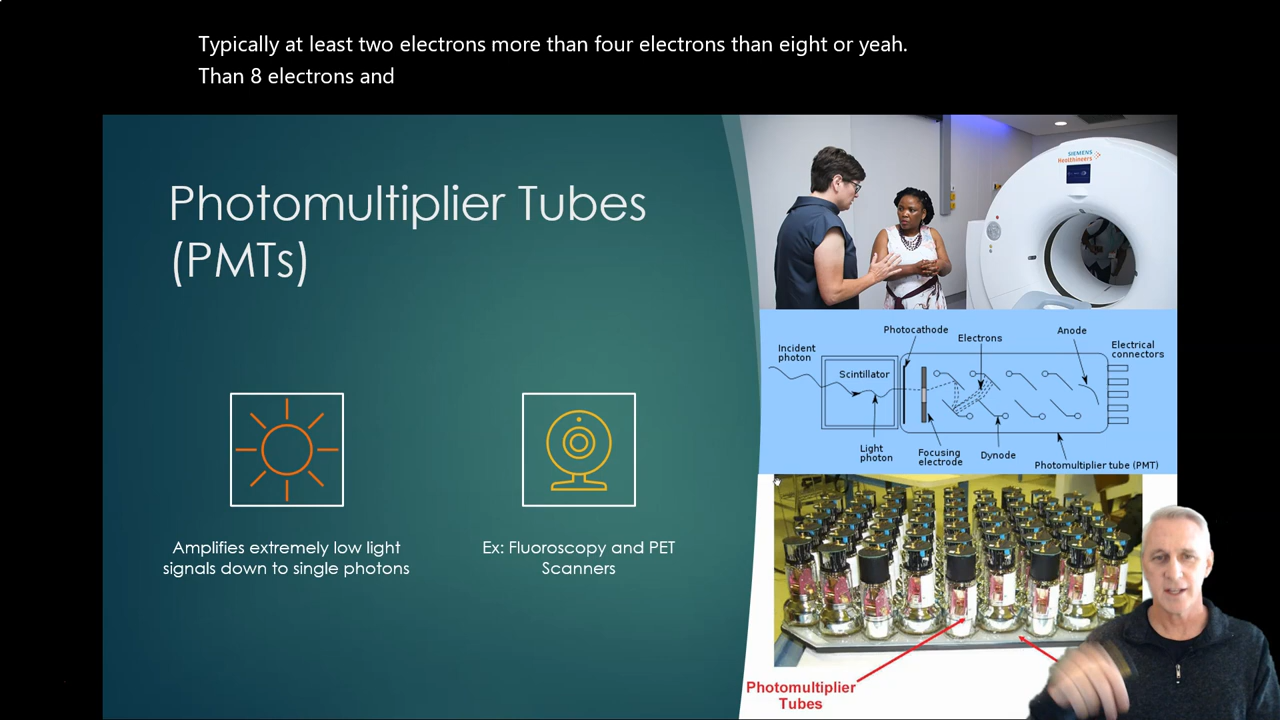 Typically at least two electrons more than four electrons than eight or yeah.
Than 8 electrons and
Photomultiplier Tubes
(PMTs)
Amplifies extremely low light
signals down to single photons
Ex: Fluoroscopy and PET
Scanners
SIEMENS
Healthineers
Incident
photon
Scintillator
Photocathode
Electrons
Anode
Electrical
connectors
Light
photon
Focusing
electrode
Dynode
Photomultiplier tube (PMT)
Photomultiplier
Tubes